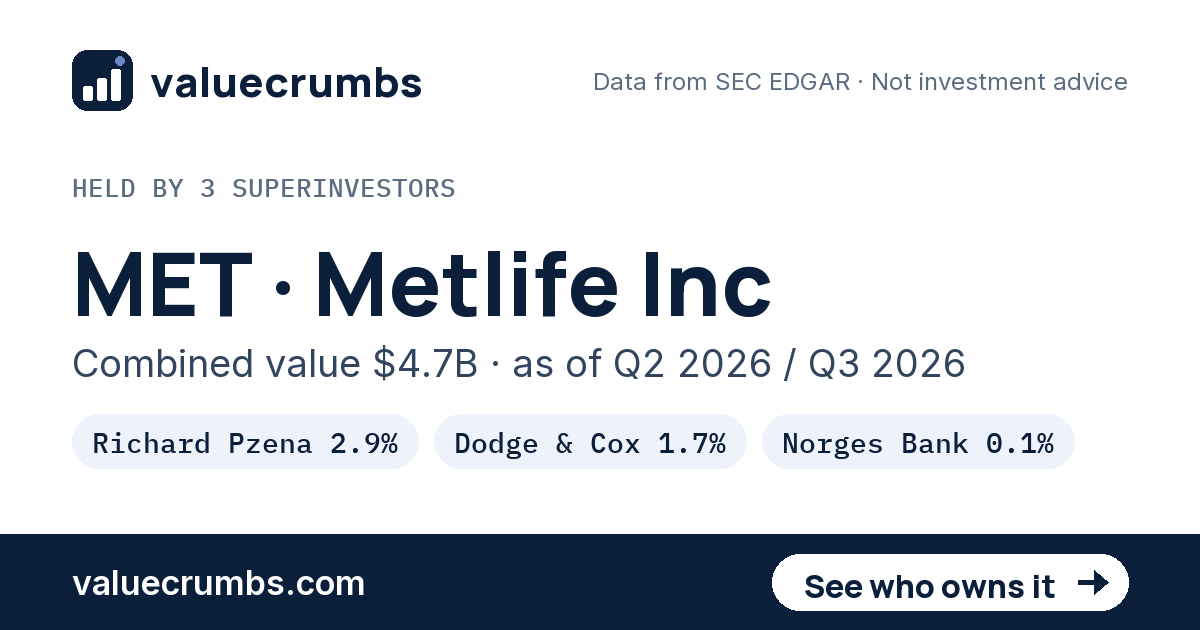 valuecrumbs
Data from SEC EDGAR · Not investment advice
HELD BY 3 SUPERINVESTORS
MET · Metlife Inc
Combined value $4.7B · as of Q2 2026 / Q3 2026
Richard Pzena 2.9%
Dodge & Cox 1.7%
Norges Bank 0.1%
valuecrumbs.com
See who owns it →